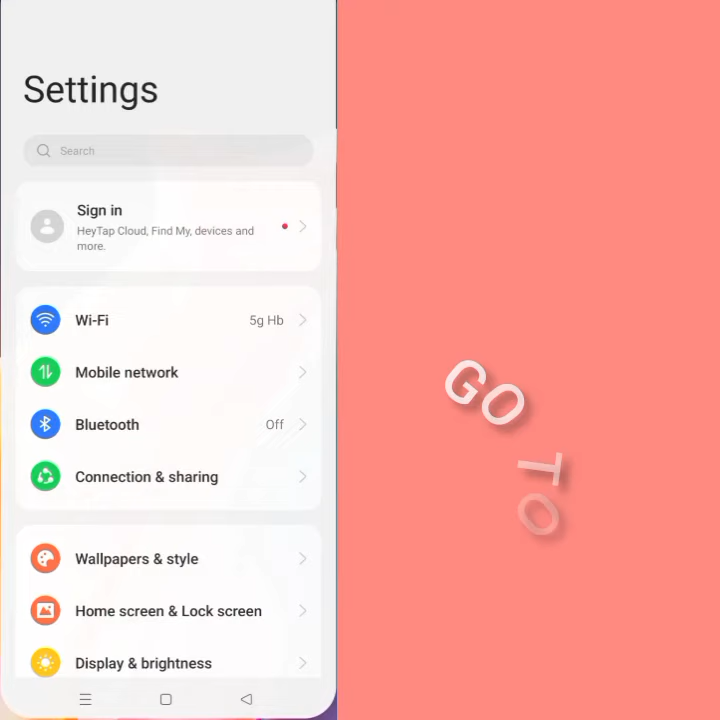 Settings
Search
Sign in
HeyTap Cloud, Find My, devices and
more.
Wi-Fi 5g Hb
Mobile network
Bluetooth Off
Connection & sharing
Wallpapers & style
Home screen & Lock screen
Display & brightness
GO TO